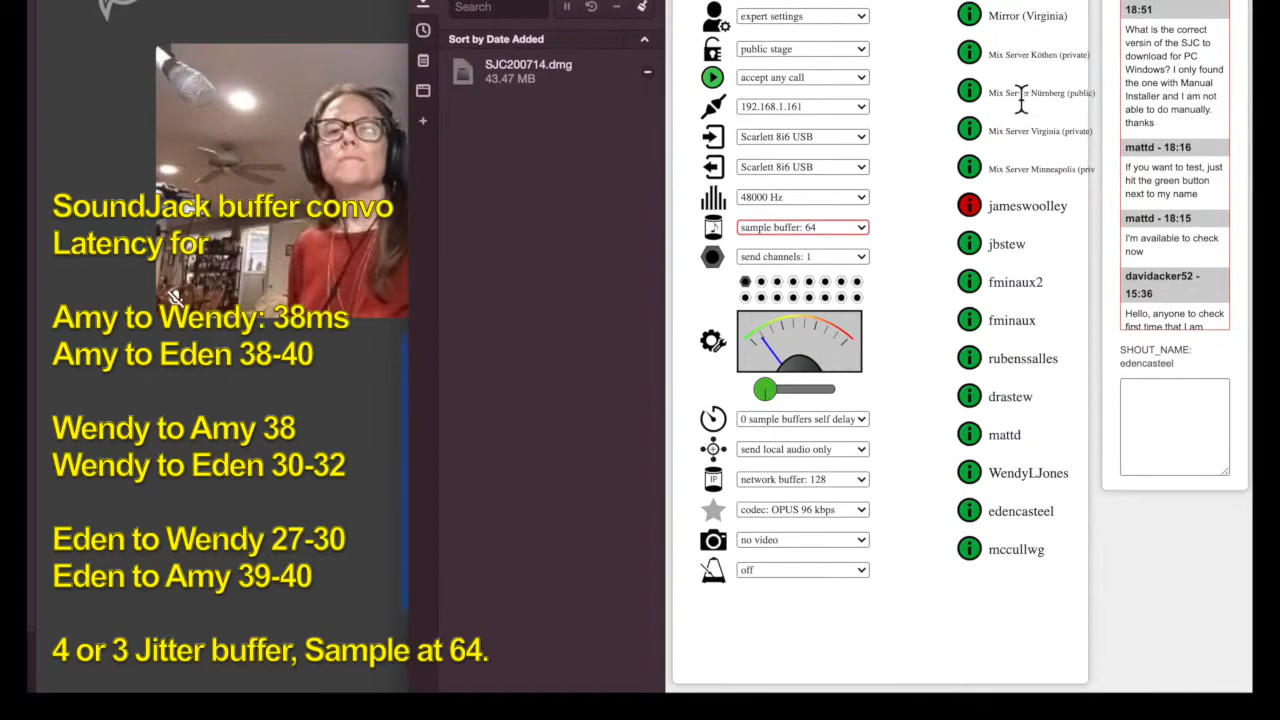 SoundJack buffer convo
Latency for
Amy to Wendy: 38ms
Amy to Eden 38-40
Wendy to Amy 38
Wendy to Eden 30-32
Eden to Wendy 27-30
Eden to Amy 39-40
4 or 3 Jitter buffer, Sample at 64.
Search
Sort by Date Added
SJC200714.dmg
43.47 MB
expert settings
public stage
accept any call
192.168.1.161
Scarlett 8i6 USB
Scarlett 8i6 USB
48000 Hz
sample buffer: 64
send channels: 1
0 sample buffers self delay
send local audio only
IP
network buffer: 128
codec: OPUS 96 kbps
no video
off
Mirror (Virginia)
Mix Server Köthen (private)
Mix Server Nürnberg (public)
Mix Server Virginia (private)
Mix Server Minneapolis (priv
jameswoolley
jbstew
fminaux2
fminaux
rubenssalles
drastew
mattd
WendyLJones
edencasteel
mccullwg
18:51
What is the correct
versin of the SJC to
download for PC
Windows? I only found
the one with Manual
Installer and I am not
able to do manually.
thanks
mattd - 18:16
If you want to test, just
hit the green button
next to my name
mattd - 18:15
I'm available to check
now
davidacker52 -
15:36
Hello, anyone to check
first time that I am
SHOUT_NAME:
edencasteel